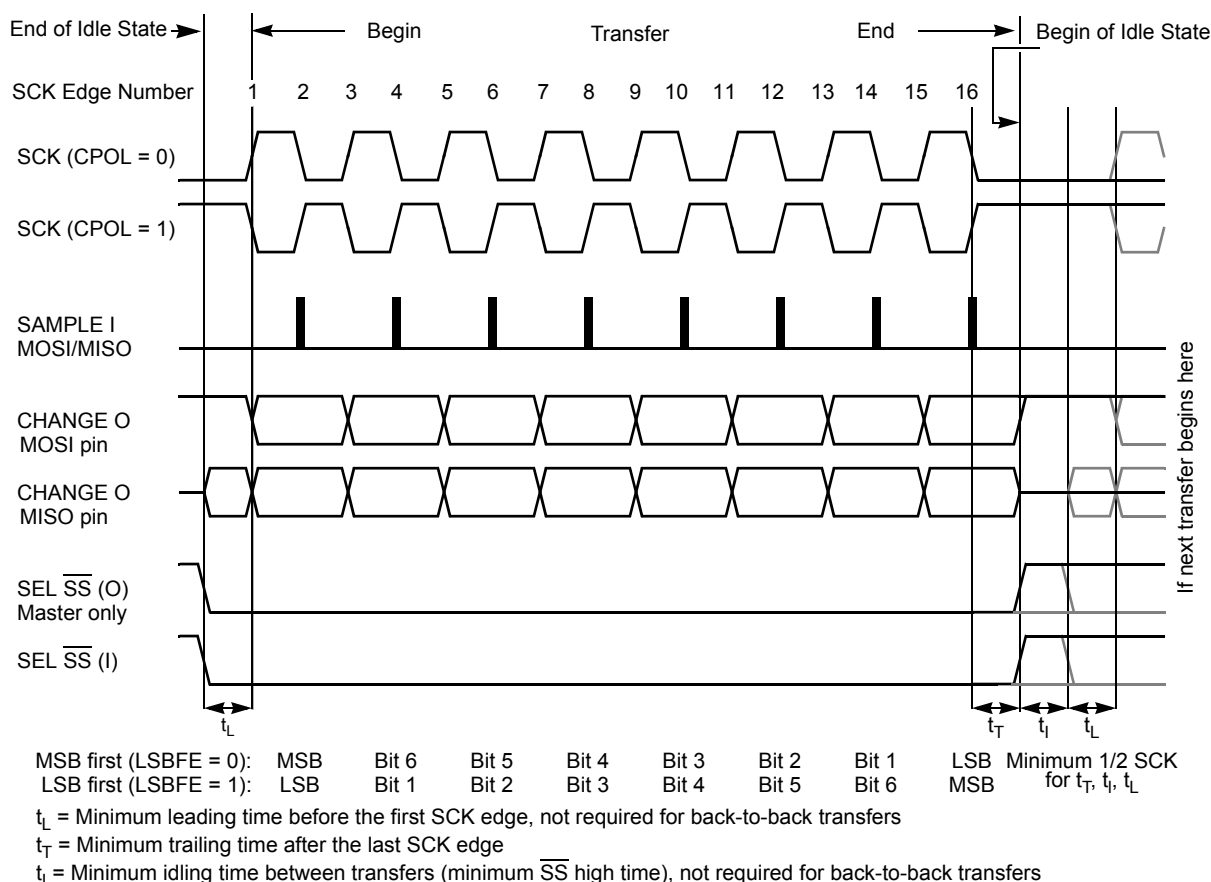 End of Idle State Begin Transfer End Begin of Idle State
SCK Edge Number 1 2 3 4 5 6 7 8 9 10 11 12 13 14 15 16
SCK (CPOL = 0)
SCK (CPOL = 1)
SAMPLE I
MOSI/MISO
CHANGE O
MOSI pin
CHANGE O
MISO pin
SEL S̅S̅ (O)
Master only
SEL S̅S̅ (I)
If next transfer begins here
tL tT tI tL
MSB first (LSBFE = 0): MSB Bit 6 Bit 5 Bit 4 Bit 3 Bit 2 Bit 1 LSB Minimum 1/2 SCK
LSB first (LSBFE = 1): LSB Bit 1 Bit 2 Bit 3 Bit 4 Bit 5 Bit 6 MSB for tT, tI, tL
tL = Minimum leading time before the first SCK edge, not required for back-to-back transfers
tT = Minimum trailing time after the last SCK edge
tI = Minimum idling time between transfers (minimum S̅S̅ high time), not required for back-to-back transfers